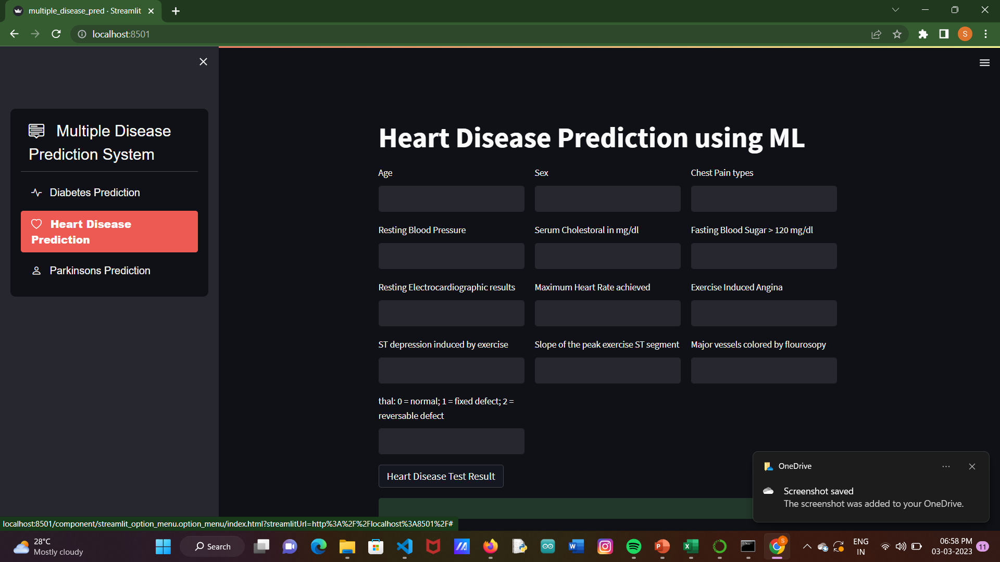 multiple_disease_pred · Streamlit
localhost:8501
S
Multiple Disease
Prediction System
Diabetes Prediction
Heart Disease
Prediction
Parkinsons Prediction
Heart Disease Prediction using ML
Age
Sex
Chest Pain types
Resting Blood Pressure
Serum Cholestoral in mg/dl
Fasting Blood Sugar > 120 mg/dl
Resting Electrocardiographic results
Maximum Heart Rate achieved
Exercise Induced Angina
ST depression induced by exercise
Slope of the peak exercise ST segment
Major vessels colored by flourosopy
thal: 0 = normal; 1 = fixed defect; 2 =
reversable defect
Heart Disease Test Result
OneDrive
Screenshot saved
The screenshot was added to your OneDrive.
localhost:8501/component/streamlit_option_menu.option_menu/index.html?streamlitUrl=http%3A%2F%2Flocalhost%3A8501%2F#
28°C
Mostly cloudy
Search
W
P
X
S
ENG
IN
06:58 PM
03-03-2023
11